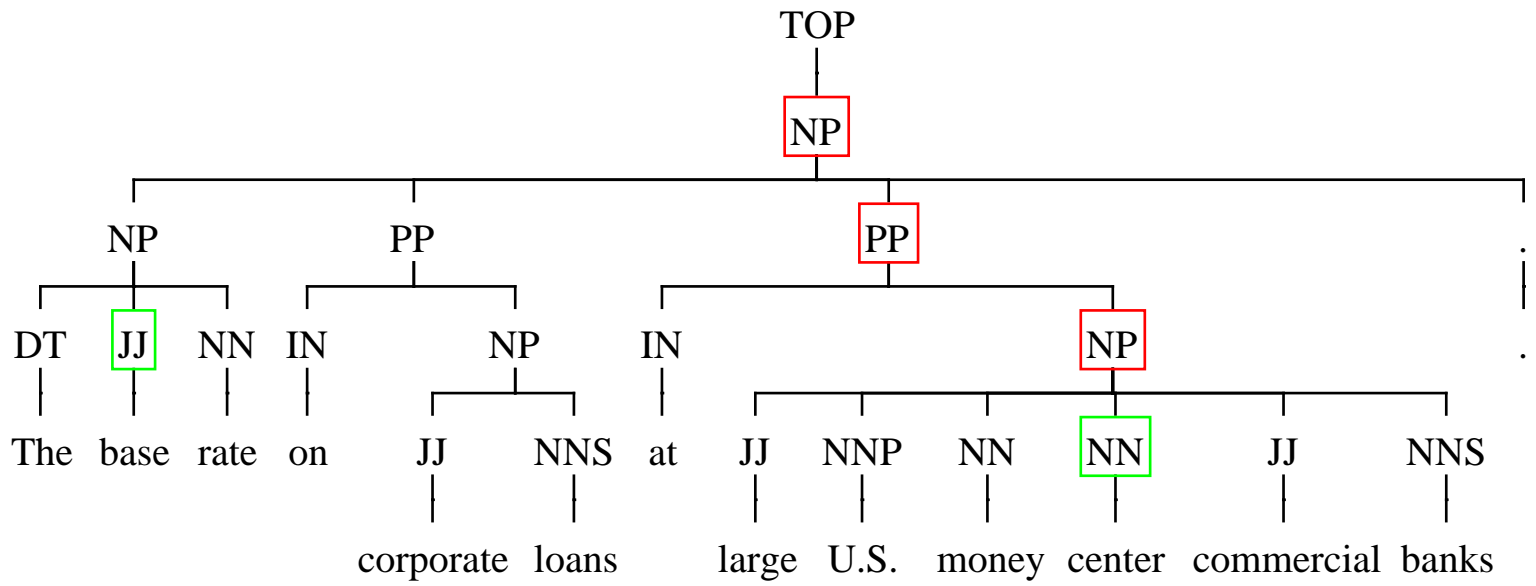 TOP
NP
NP PP PP .
DT JJ NN IN NP IN NP .
The base rate on JJ NNS at JJ NNP NN NN JJ NNS
corporate loans large U.S. money center commercial banks